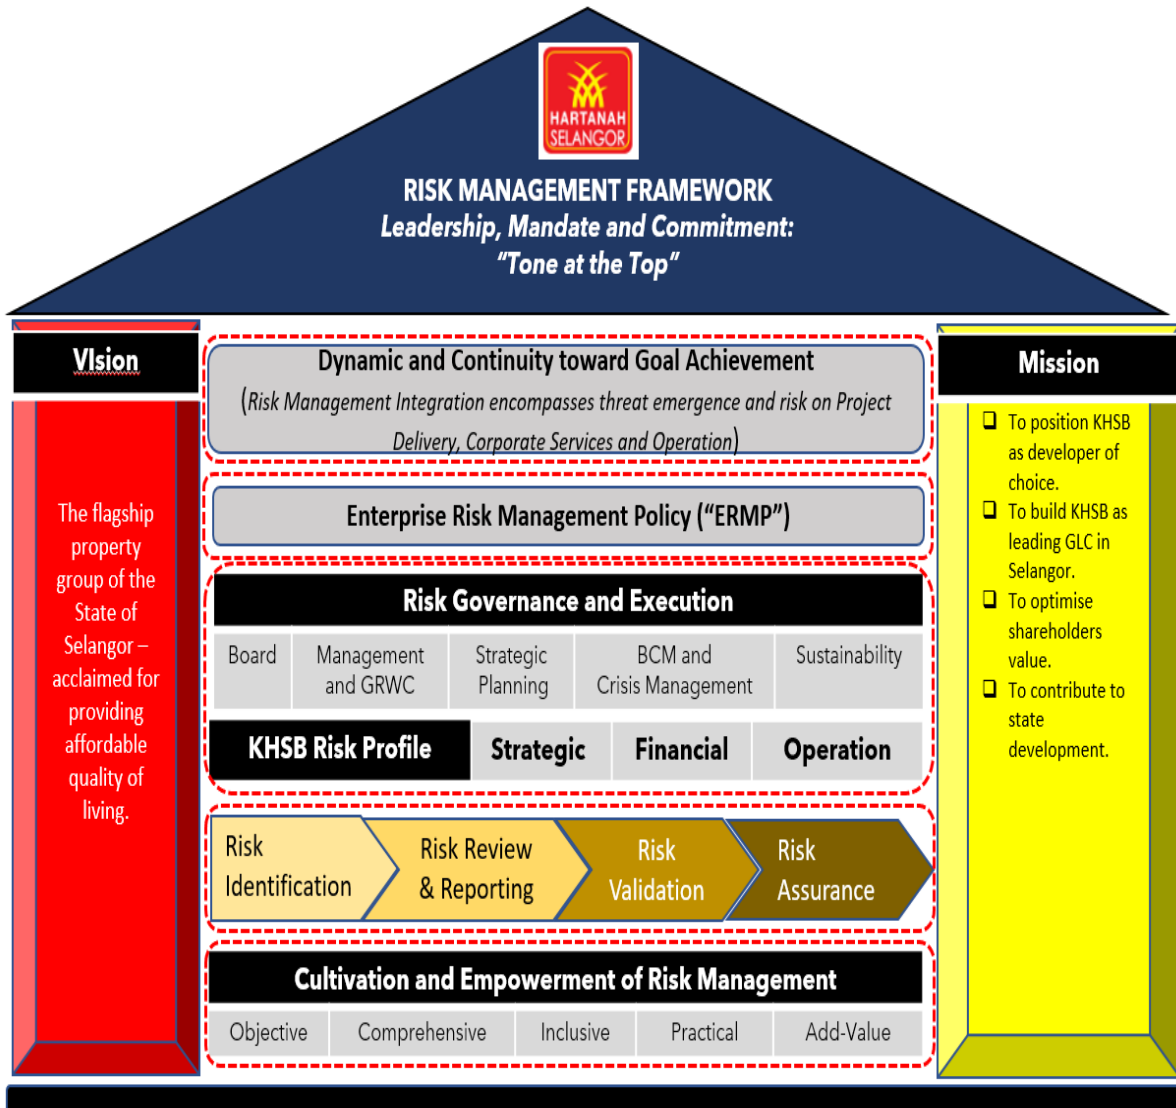 HARTANAH
SELANGOR
RISK MANAGEMENT FRAMEWORK
Leadership, Mandate and Commitment:
“Tone at the Top”
VIsion
The flagship
property
group of the
State of
Selangor –
acclaimed for
providing
affordable
quality of
living.
Dynamic and Continuity toward Goal Achievement
(Risk Management Integration encompasses threat emergence and risk on Project
Delivery, Corporate Services and Operation)
Enterprise Risk Management Policy (“ERMP”)
Risk Governance and Execution
Board
Management
and GRWC
Strategic
Planning
BCM and
Crisis Management
Sustainability
KHSB Risk Profile
Strategic
Financial
Operation
Risk
Identification
Risk Review
& Reporting
Risk
Validation
Risk
Assurance
Cultivation and Empowerment of Risk Management
Objective
Comprehensive
Inclusive
Practical
Add-Value
Mission
❑ To position KHSB
as developer of
choice.
❑ To build KHSB as
leading GLC in
Selangor.
❑ To optimise
shareholders
value.
❑ To contribute to
state
development.